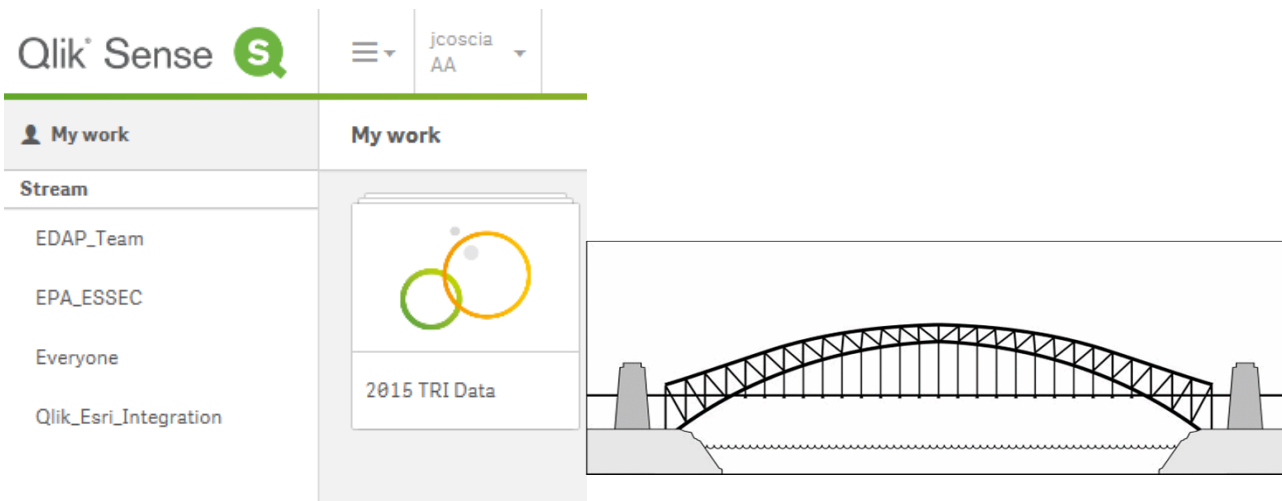 Qlik® Sense S
jcoscia
AA
My work
My work
Stream
EDAP_Team
EPA_ESSEC
Everyone
Qlik_Esri_Integration
2015 TRI Data